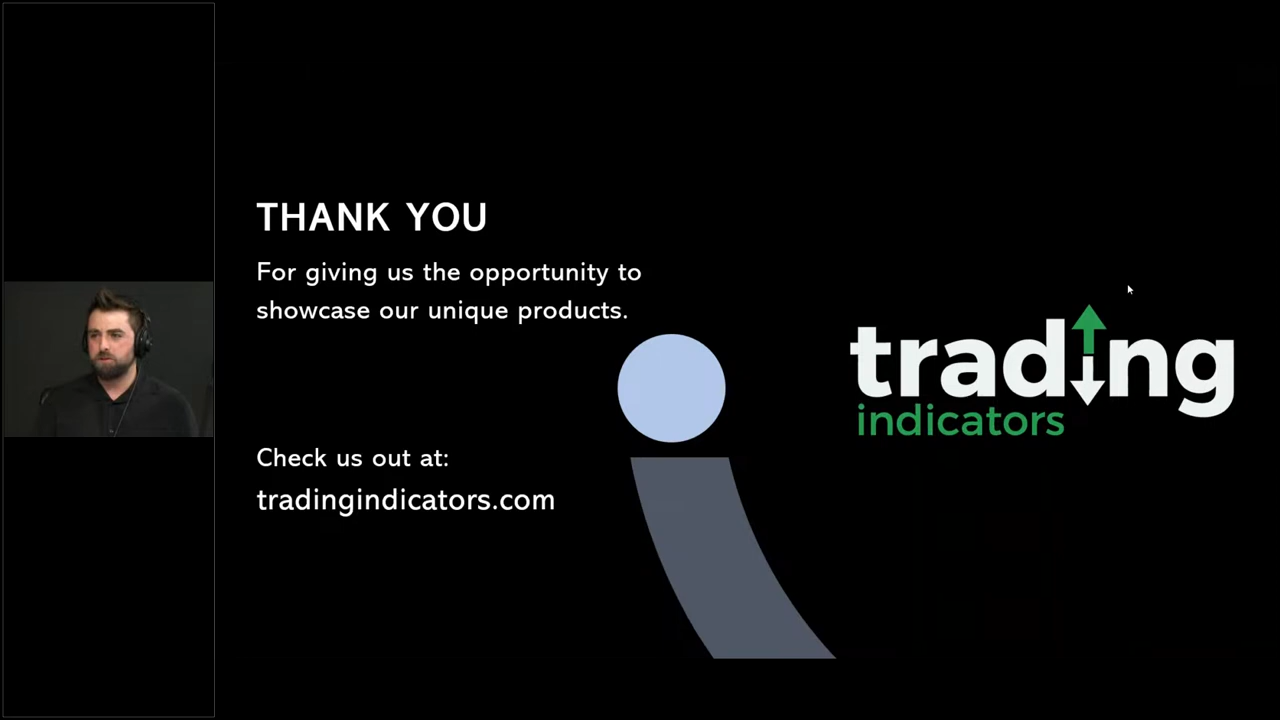 THANK YOU
For giving us the opportunity to
showcase our unique products.
Check us out at:
tradingindicators.com
trading
indicators